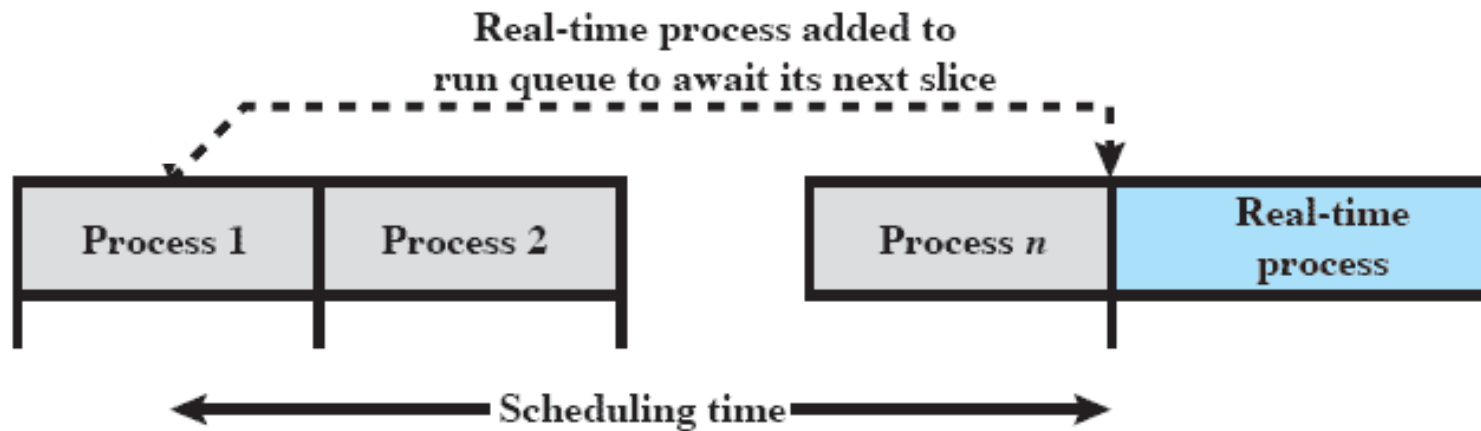 Real-time process added to
run queue to await its next slice
Process 1
Process 2
Process n
Real-time
process
Scheduling time